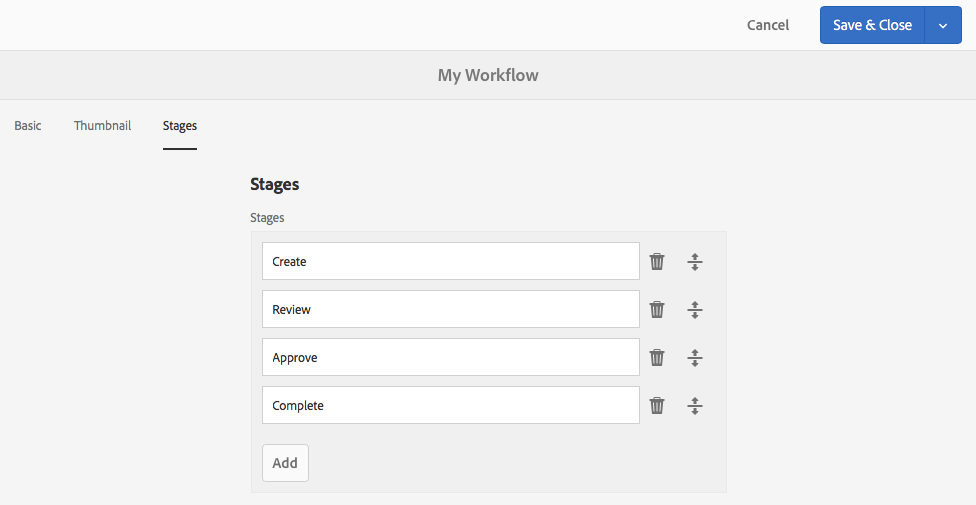 Cancel
Save & Close
My Workflow
Basic Thumbnail Stages
Stages
Stages
Create
Review
Approve
Complete
Add